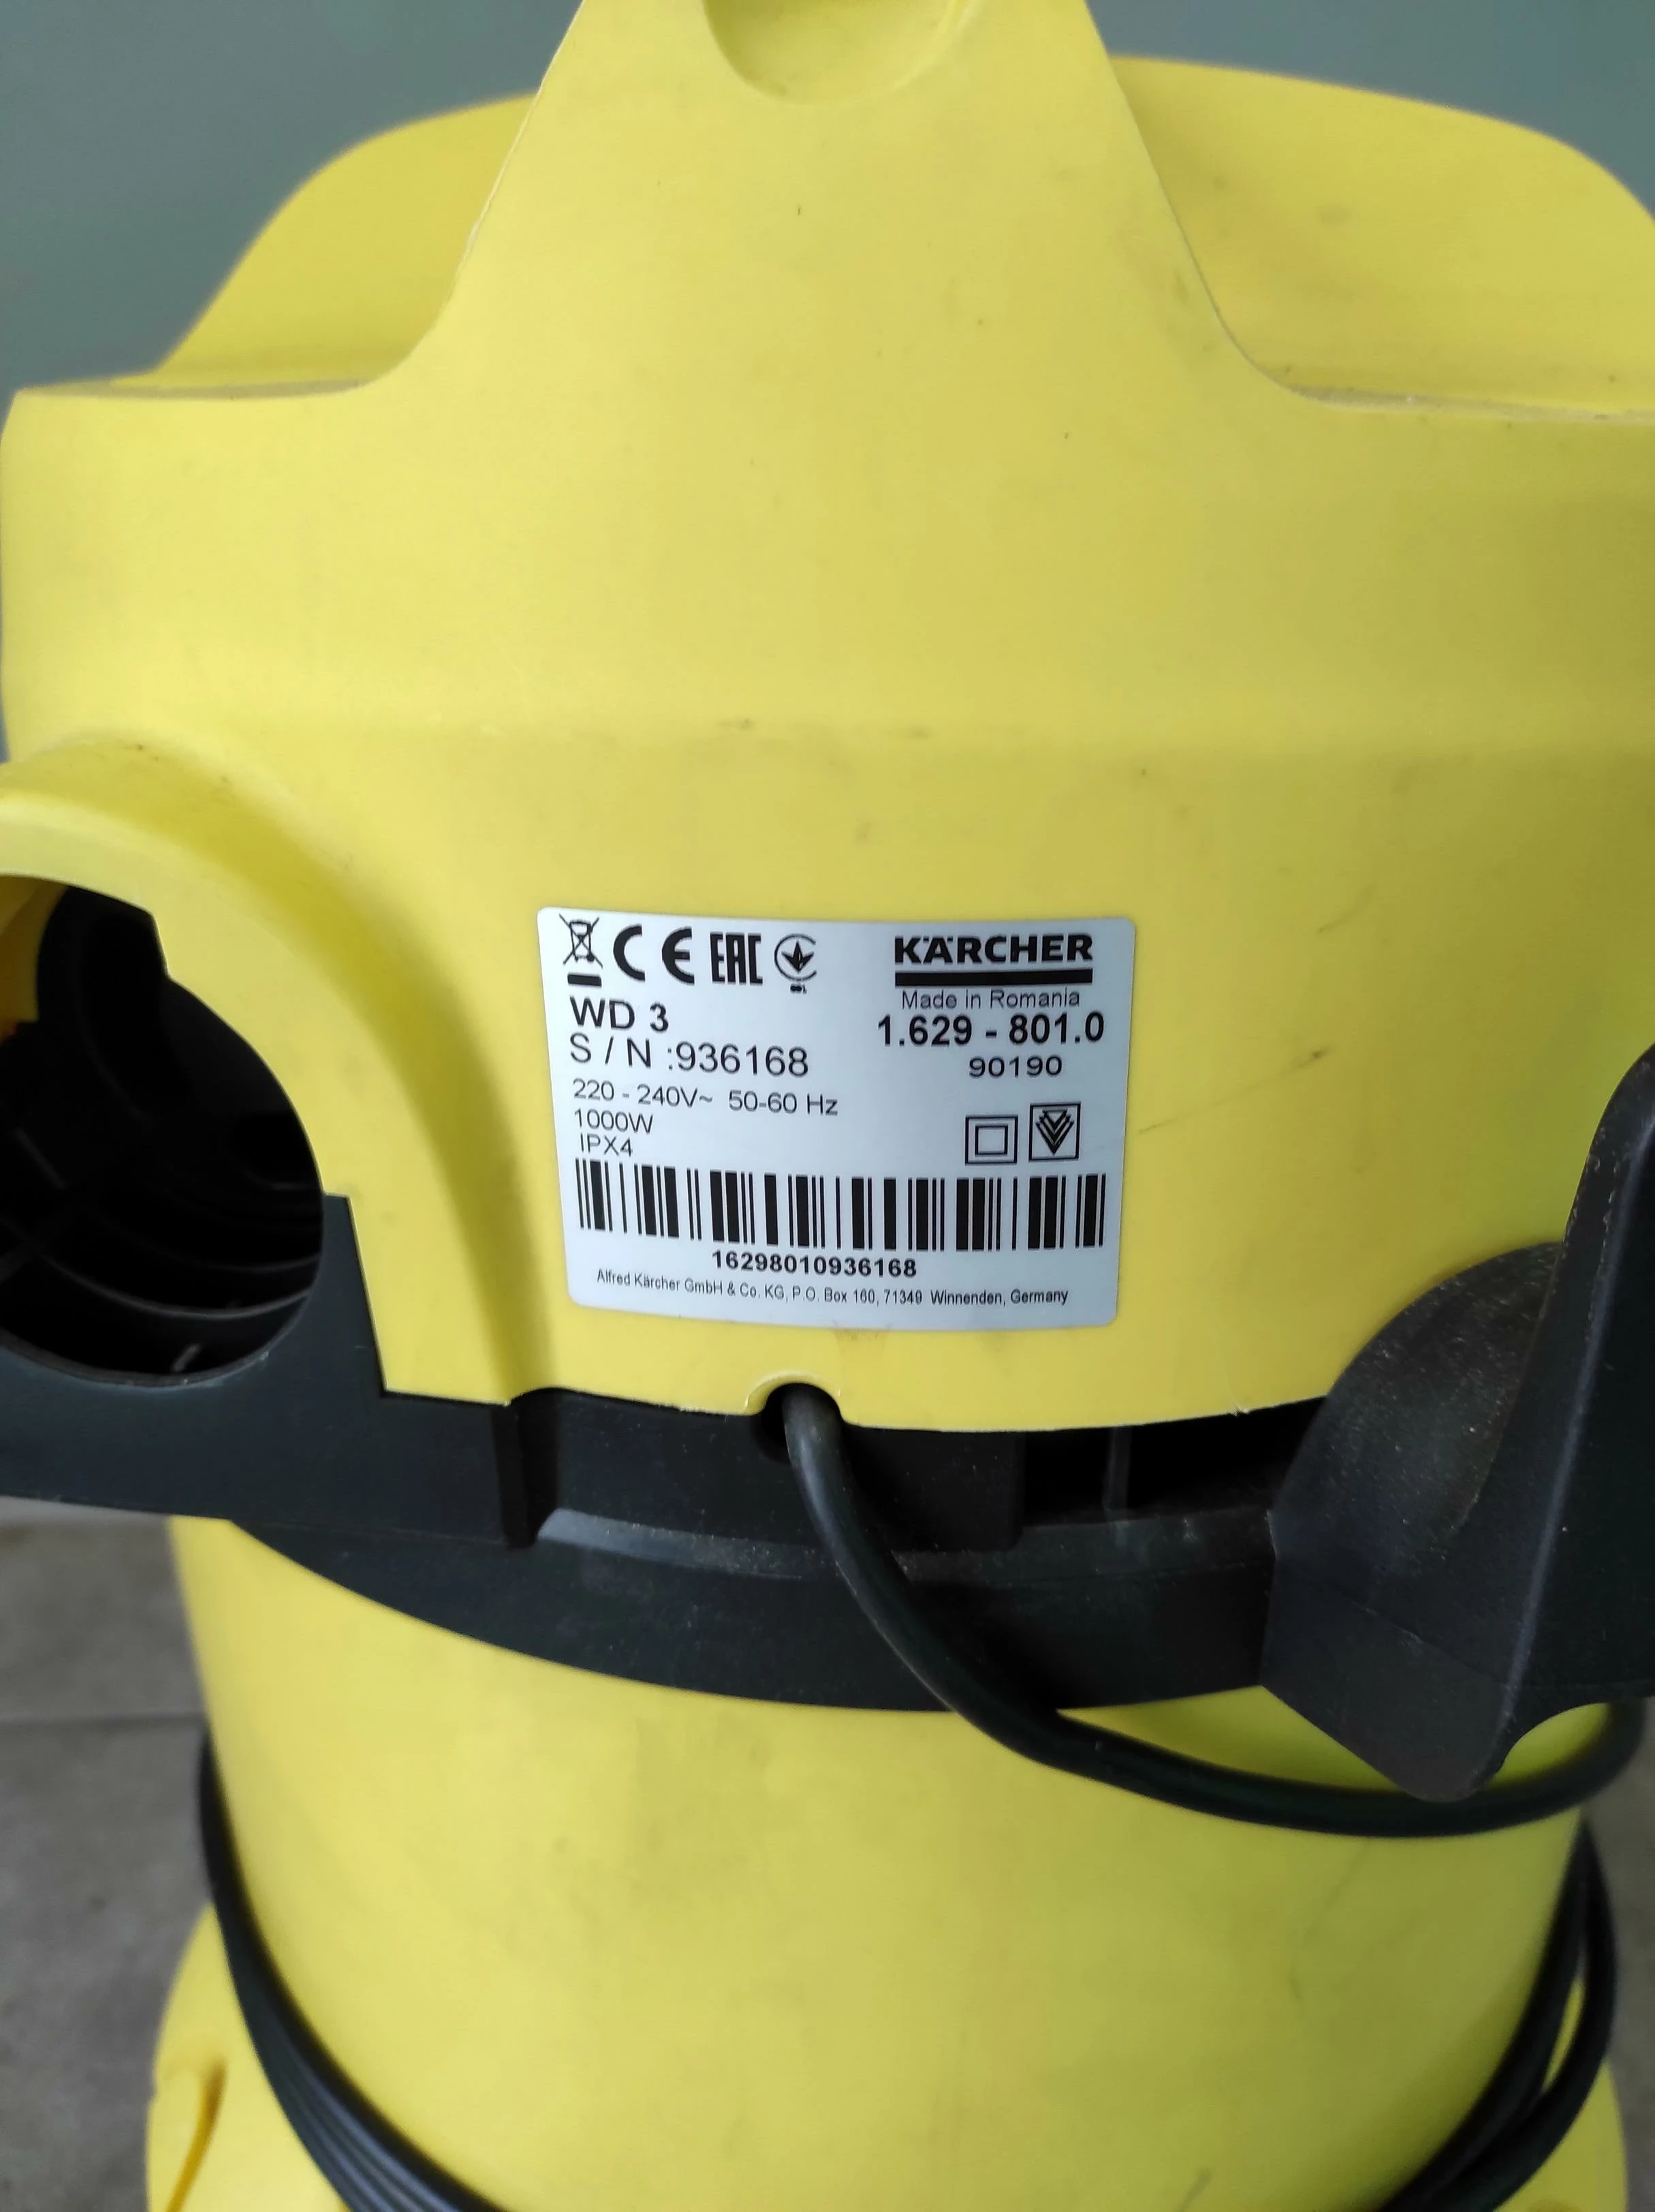 CE EAC
KÄRCHER
Made in Romania
WD 3
1.629 - 801.0
S / N :936168
90190
220 - 240V~ 50-60 Hz
1000W
IPX4
16298010936168
Alfred Kärcher GmbH & Co. KG, P.O. Box 160, 71349 Winnenden, Germany